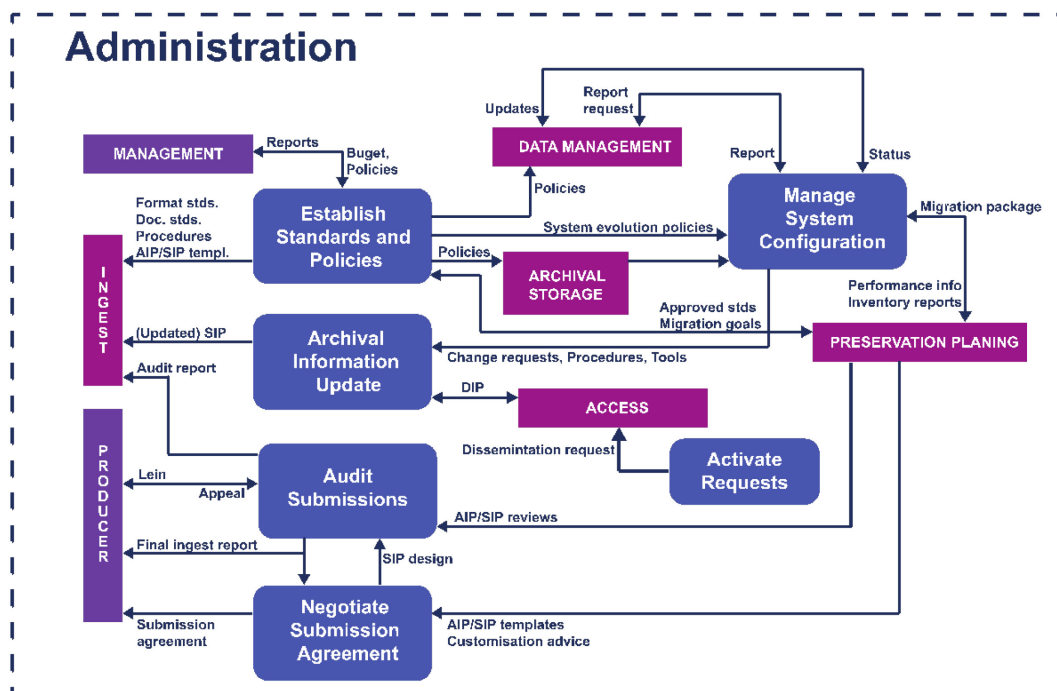 Administration
Report
request
Updates
MANAGEMENT
Reports
Buget,
Policies
DATA MANAGEMENT
Report
Status
Format stds.
Doc. stds.
Procedures
AIP/SIP templ.
Establish
Standards and
Policies
Policies
Manage
System
Configuration
Migration package
System evolution policies
Policies
ARCHIVAL
STORAGE
INGEST
Performance info
Inventory reports
Approved stds
Migration goals
(Updated) SIP
Archival
Information
Update
PRESERVATION PLANING
Change requests, Procedures, Tools
Audit report
DIP
ACCESS
PRODUCER
Dissemintation request
Activate
Requests
Lein
Appeal
Audit
Submissions
AIP/SIP reviews
Final ingest report
SIP design
Negotiate
Submission
Agreement
Submission
agreement
AIP/SIP templates
Customisation advice